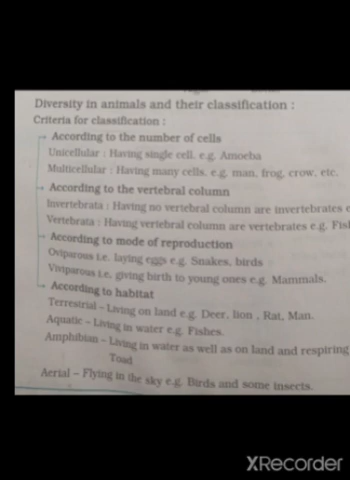 Diversity in animals and their classification :
Criteria for classification :
→ According to the number of cells
Unicellular : Having single cell. e.g. Amoeba
Multicellular : Having many cells. e.g. man, frog, crow, etc.
→ According to the vertebral column
Invertebrata : Having no vertebral column are invertebrates e
Vertebrata : Having vertebral column are vertebrates e.g. Fis
→ According to mode of reproduction
Oviparous i.e. laying eggs e.g. Snakes, birds
Viviparous i.e. giving birth to young ones e.g. Mammals.
→ According to habitat
Terrestrial – Living on land e.g. Deer, lion , Rat, Man.
Aquatic – Living in water e.g. Fishes.
Amphibian – Living in water as well as on land and respiring
Toad
Aerial – Flying in the sky e.g. Birds and some insects.
XRecorder